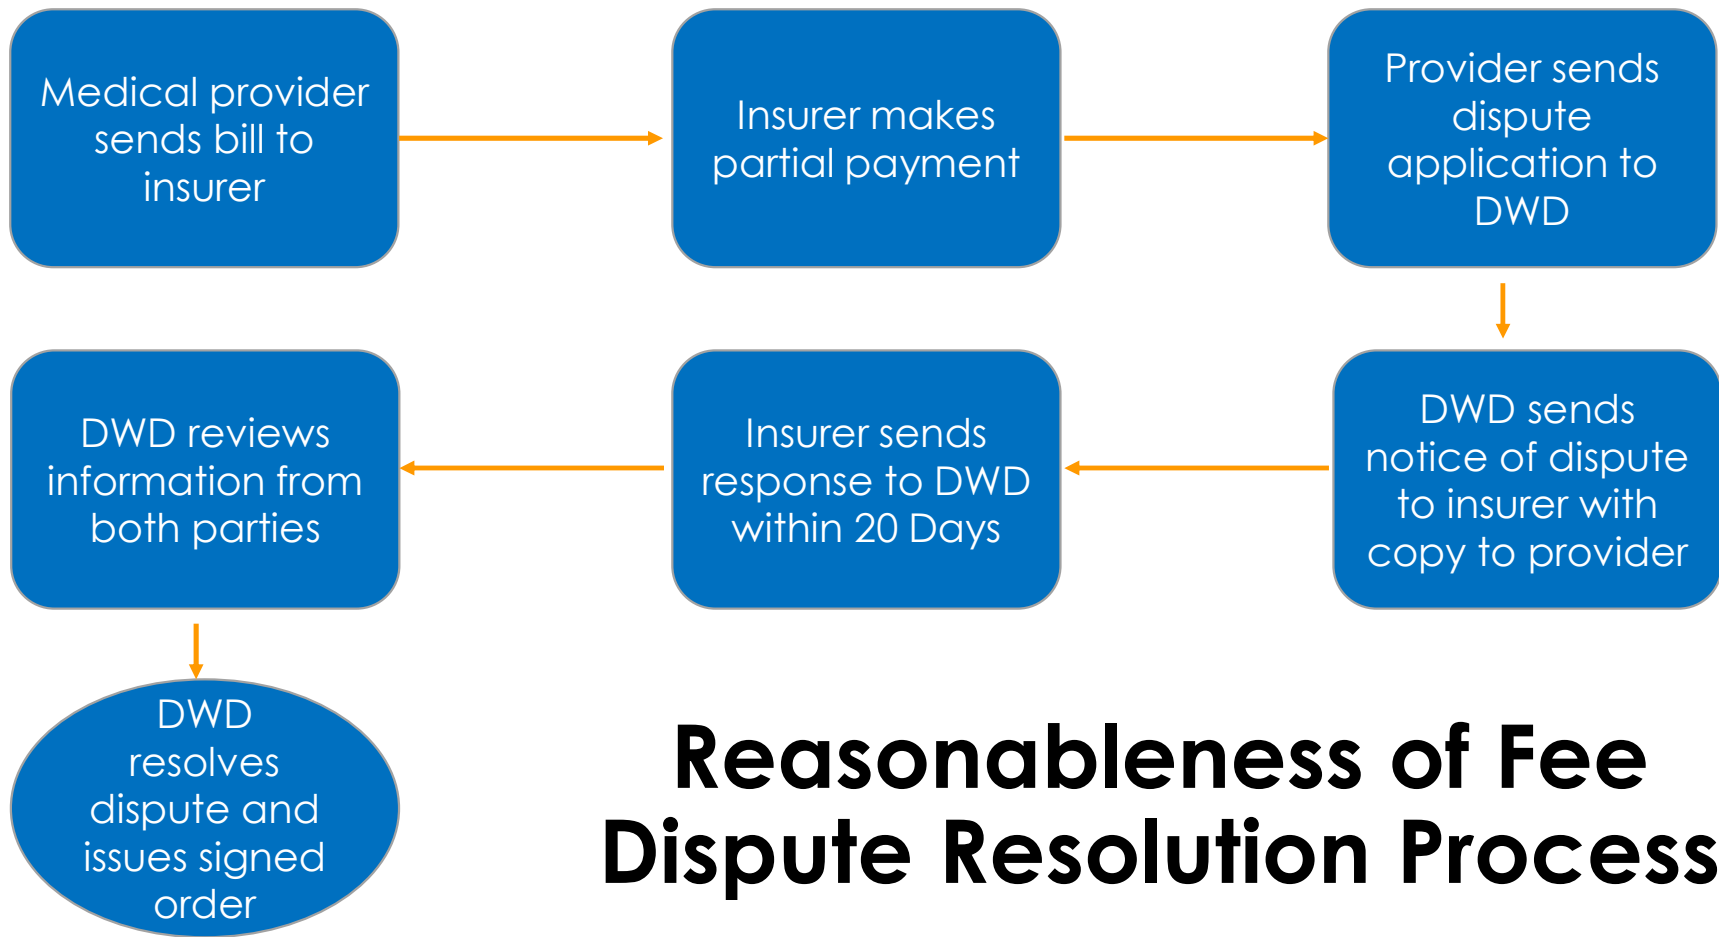 Medical provider
sends bill to
insurer
Insurer makes
partial payment
Provider sends
dispute
application to
DWD
DWD sends
notice of dispute
to insurer with
copy to provider
Insurer sends
response to DWD
within 20 Days
DWD reviews
information from
both parties
DWD
resolves
dispute and
issues signed
order
Reasonableness of Fee
Dispute Resolution Process